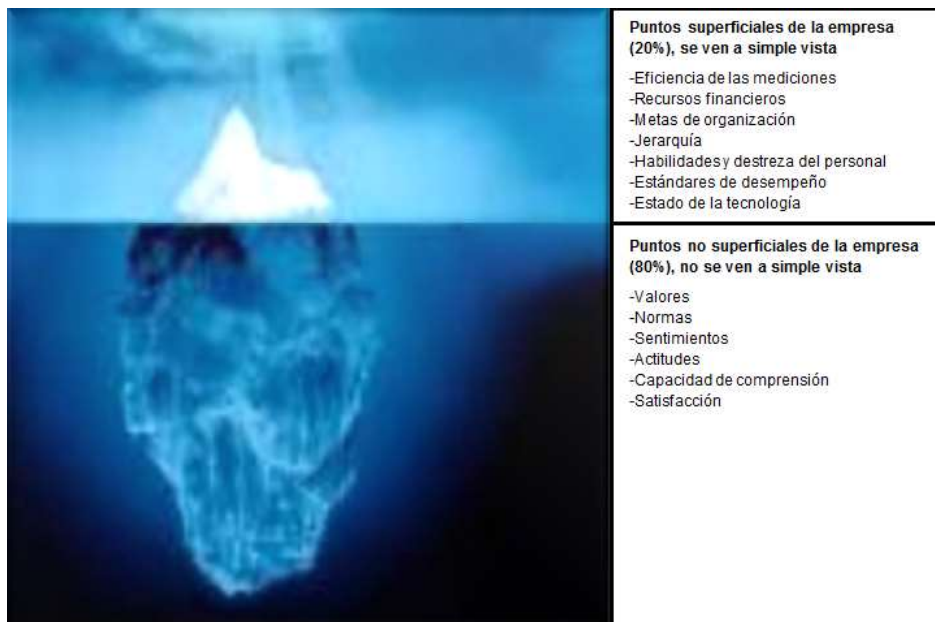 Puntos superficiales de la empresa
(20%), se ven a simple vista
-Eficiencia de las mediciones
-Recursos financieros
-Metas de organización
-Jerarquía
-Habilidades y destreza del personal
-Estándares de desempeño
-Estado de la tecnología
Puntos no superficiales de la empresa
(80%), no se ven a simple vista
-Valores
-Normas
-Sentimientos
-Actitudes
-Capacidad de comprensión
-Satisfacción